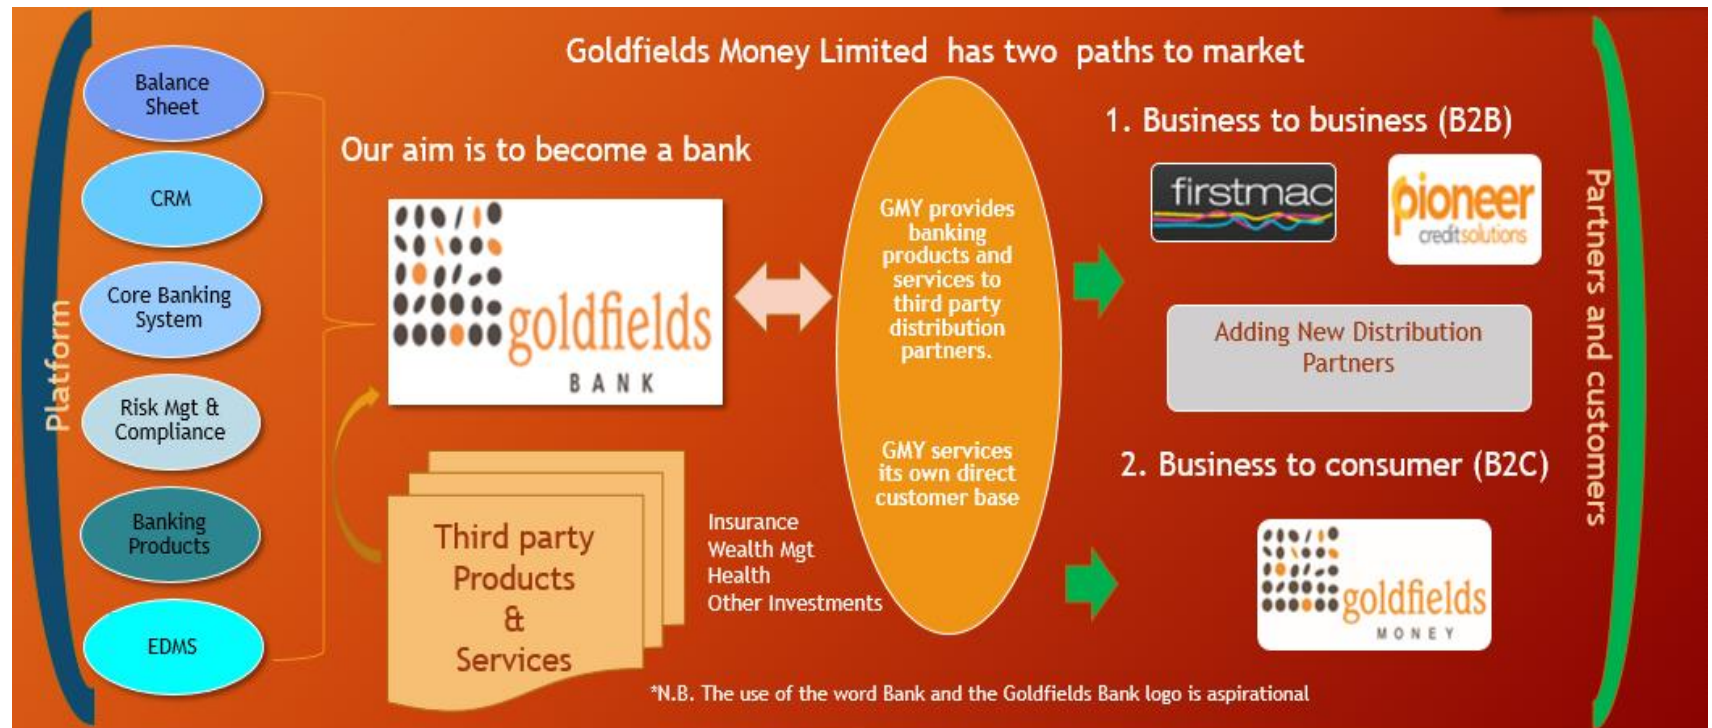 Goldfields Money Limited has two paths to market
Platform
Balance
Sheet
CRM
Core Banking
System
Risk Mgt &
Compliance
Banking
Products
EDMS
Our aim is to become a bank
goldfields
BANK
Third party
Products
&
Services
Insurance
Wealth Mgt
Health
Other Investments
GMY provides
banking
products and
services to
third party
distribution
partners.
GMY services
its own direct
customer base
1. Business to business (B2B)
firstmac
pioneer
creditsolutions
Adding New Distribution
Partners
2. Business to consumer (B2C)
goldfields
MONEY
Partners and customers
*N.B. The use of the word Bank and the Goldfields Bank logo is aspirational